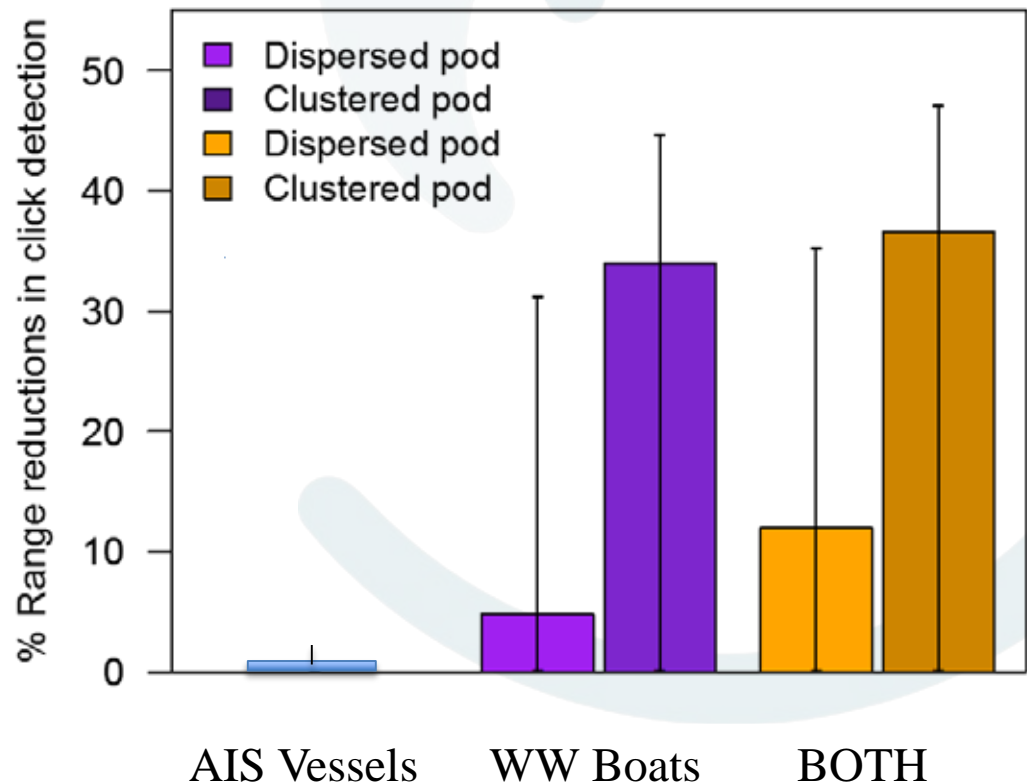 % Range reductions in click detection
50
40
30
20
10
0
Dispersed pod
Clustered pod
Dispersed pod
Clustered pod
AIS Vessels WW Boats BOTH